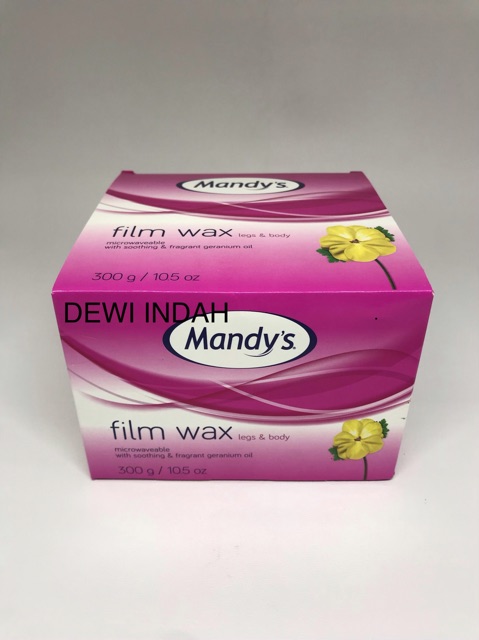 Mandy's
film wax legs & body
microwaveable
with soothing & fragrant geranium oil
300 g / 10.5 oz
DEWI INDAH
Mandy's
film wax legs & body
microwaveable
with soothing & fragrant geranium oil
300 g / 10.5 oz